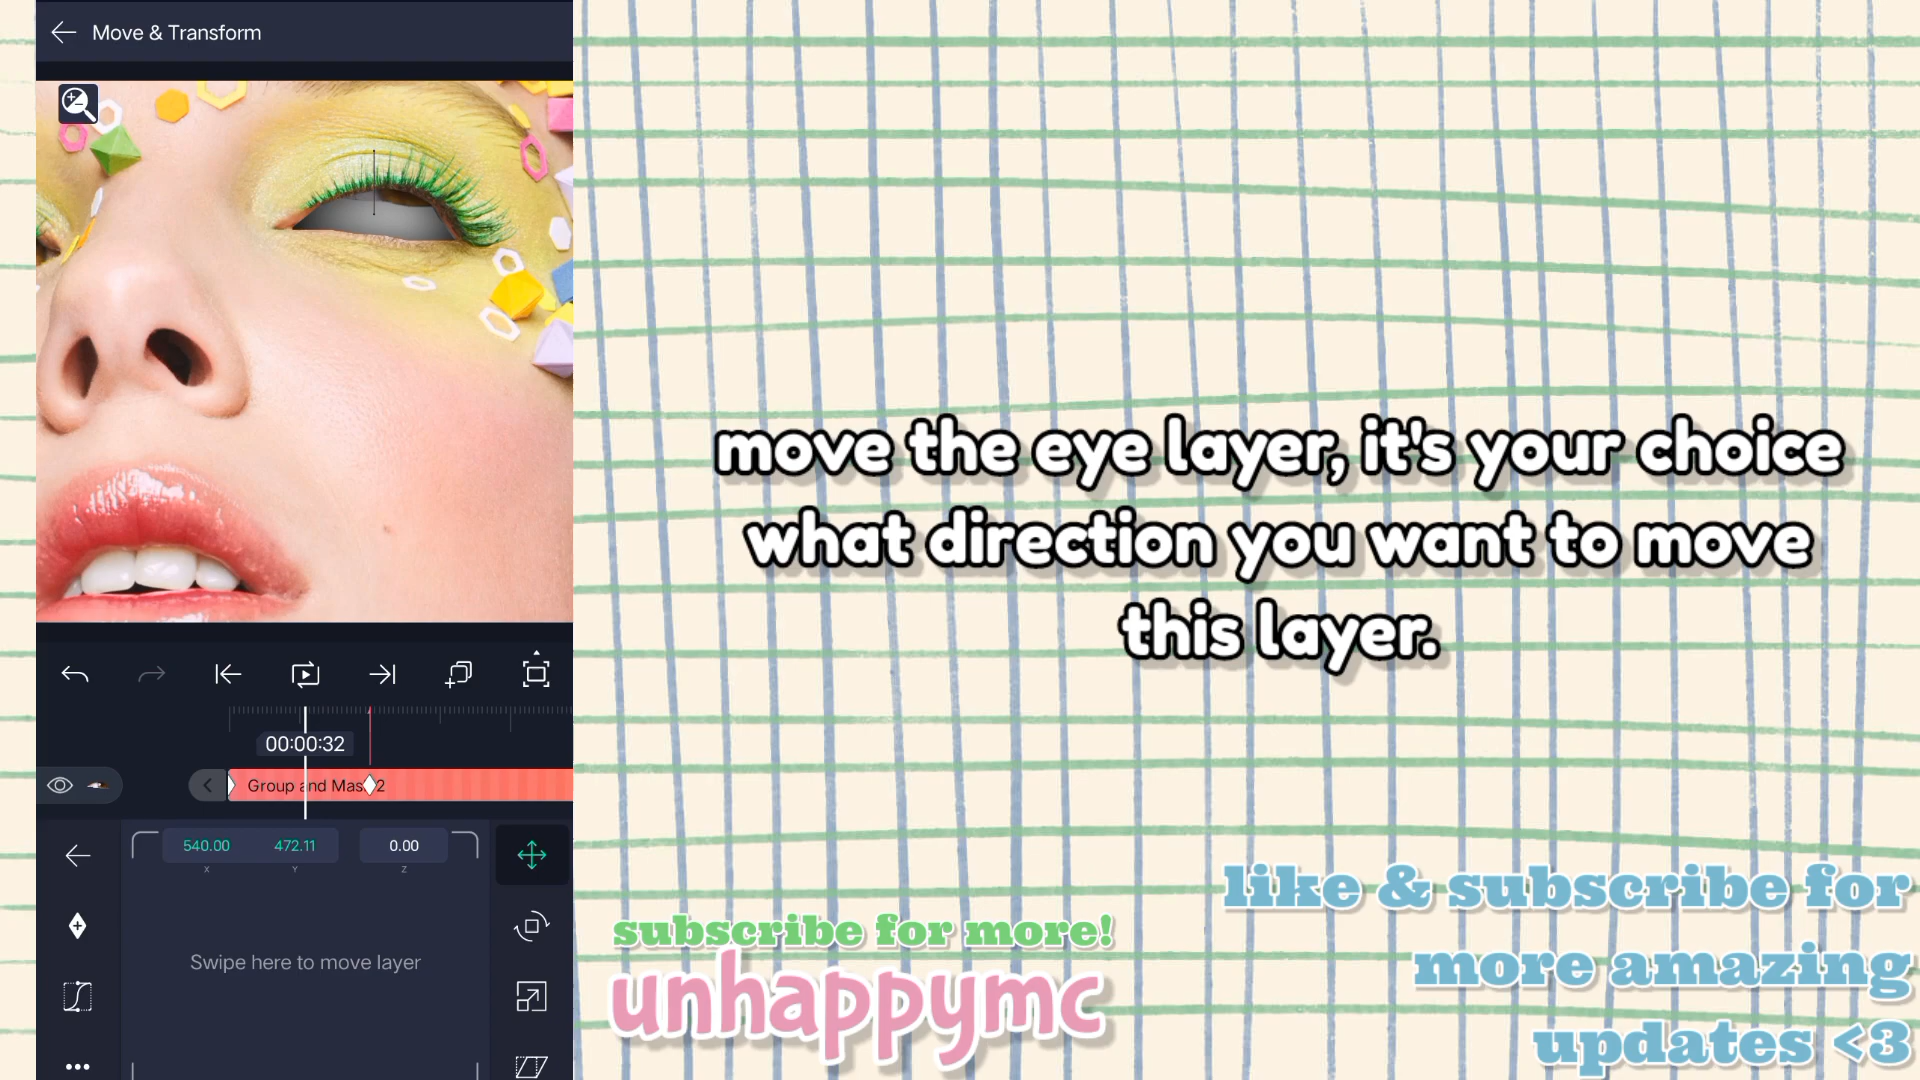 Move & Transform
00:00:32
Group and Mas 2
540.00 472.11 0.00
X Y Z
Swipe here to move layer
move the eye layer, it's your choice
what direction you want to move
this layer.
subscribe for more!
unhappymc
like & subscribe for
more amazing
updates <3